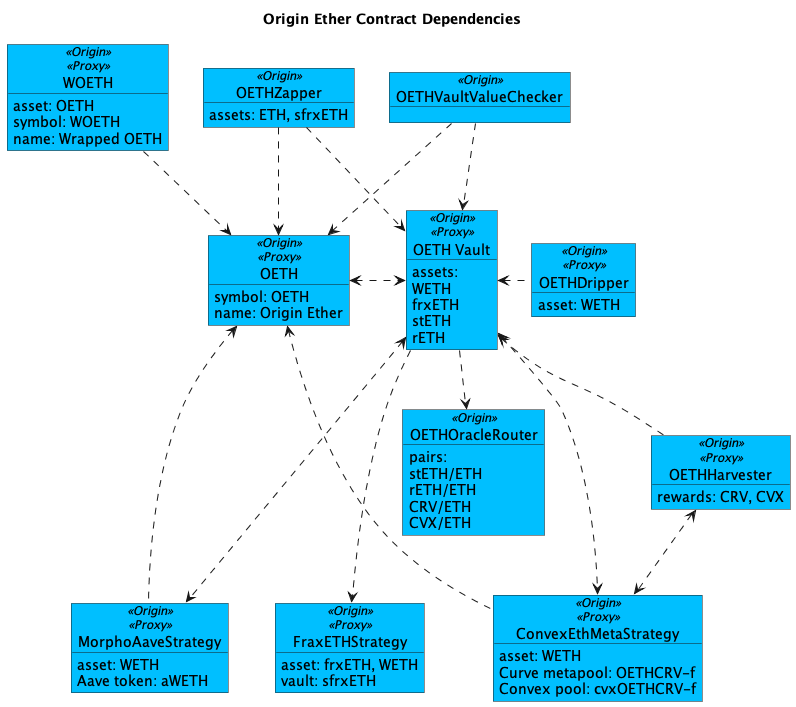 Origin Ether Contract Dependencies
«Origin»
«Proxy»
WOETH
asset: OETH
symbol: WOETH
name: Wrapped OETH
«Origin»
OETHZapper
assets: ETH, sfrxETH
«Origin»
OETHVaultValueChecker
«Origin»
«Proxy»
OETH
symbol: OETH
name: Origin Ether
«Origin»
«Proxy»
OETH Vault
assets:
WETH
frxETH
stETH
rETH
«Origin»
«Proxy»
OETHDripper
asset: WETH
«Origin»
OETHOracleRouter
pairs:
stETH/ETH
rETH/ETH
CRV/ETH
CVX/ETH
«Origin»
«Proxy»
OETHHarvester
rewards: CRV, CVX
«Origin»
«Proxy»
MorphoAaveStrategy
asset: WETH
Aave token: aWETH
«Origin»
«Proxy»
FraxETHStrategy
asset: frxETH, WETH
vault: sfrxETH
«Origin»
«Proxy»
ConvexEthMetaStrategy
asset: WETH
Curve metapool: OETHCRV-f
Convex pool: cvxOETHCRV-f